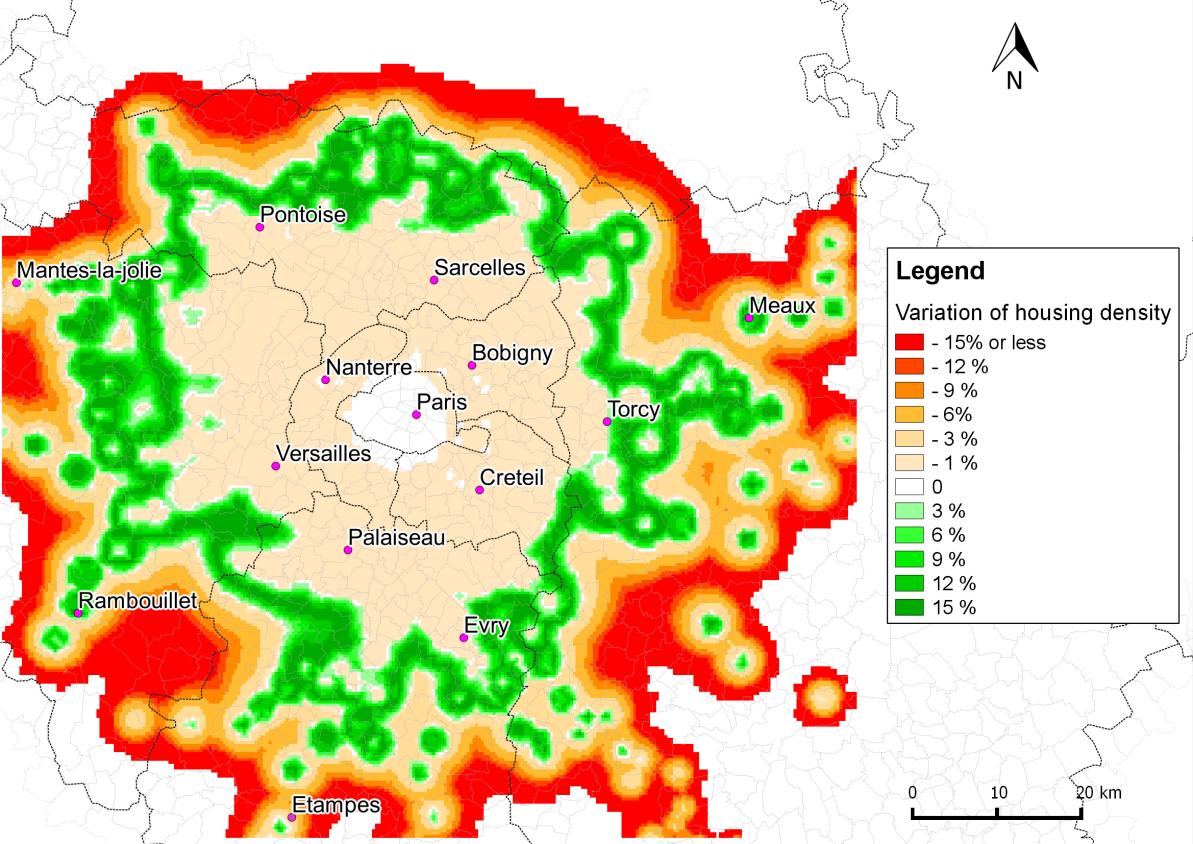 N
Pontoise
Mantes-la-jolie
Sarcelles
Meaux
Bobigny
Nanterre
Paris
Torcy
Versailles
Creteil
Palaiseau
Rambouillet
Evry
Etampes
Legend
Variation of housing density
- 15% or less
- 12 %
- 9 %
- 6%
- 3 %
- 1 %
0
3 %
6 %
9 %
12 %
15 %
0 10 20 km